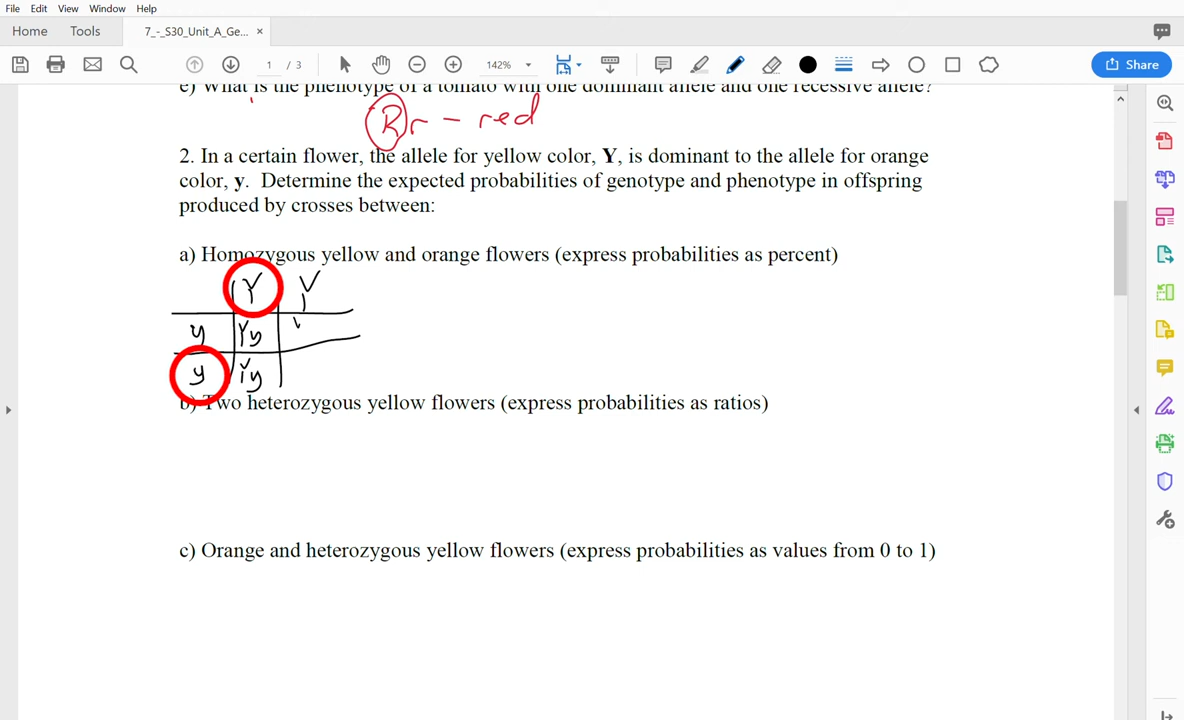 File Edit View Window Help
Home Tools 7_-_S30_Unit_A_Ge... ×
1 / 3 142% Share
e) What is the phenotype of a tomato with one dominant allele and one recessive allele?
Rr - red
2. In a certain flower, the allele for yellow color, Y, is dominant to the allele for orange
color, y. Determine the expected probabilities of genotype and phenotype in offspring
produced by crosses between:
a) Homozygous yellow and orange flowers (express probabilities as percent)
Y Y
y Yy
y Yy
b) Two heterozygous yellow flowers (express probabilities as ratios)
c) Orange and heterozygous yellow flowers (express probabilities as values from 0 to 1)